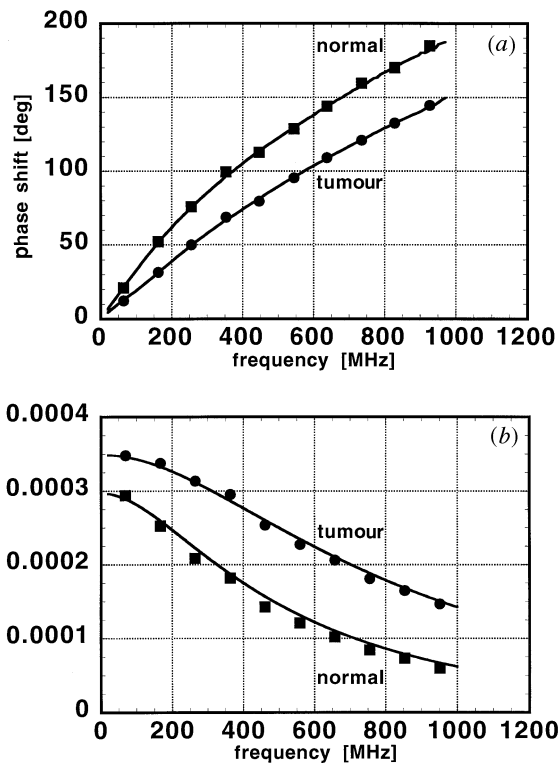 200
150
100
50
0
phase shift [deg]
normal
(a)
tumour
0 200 400 600 800 1000 1200
frequency [MHz]
0.0004
0.0003
0.0002
0.0001
0
(b)
tumour
normal
0 200 400 600 800 1000 1200
frequency [MHz]